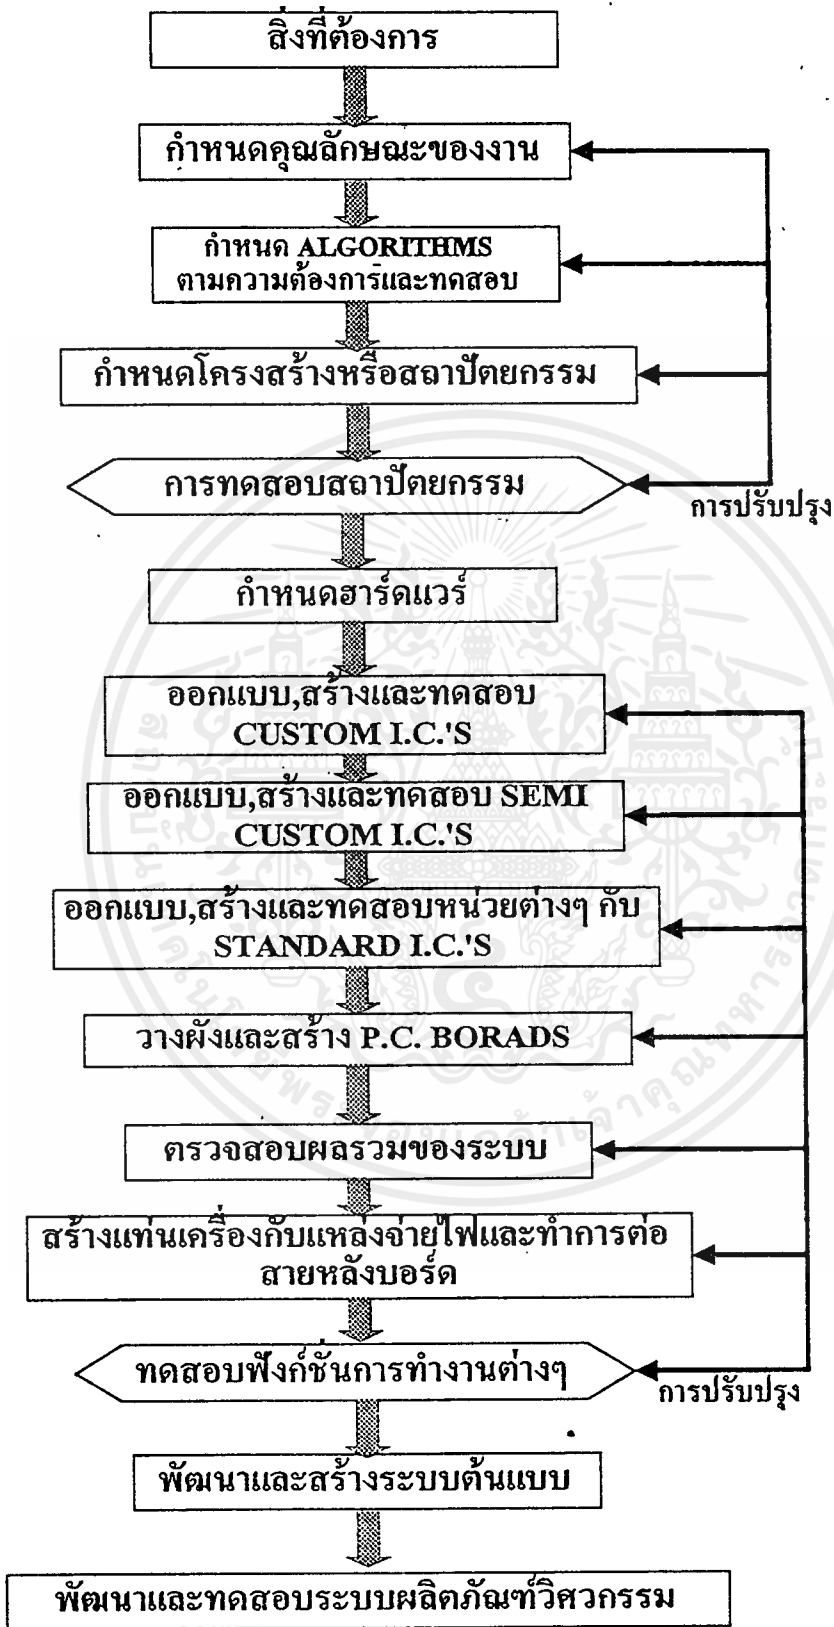 สิ่งที่ต้องการ
กำหนดคุณลักษณะของงาน
กำหนด ALGORITHMS
ตามความต้องการและทดสอบ
กำหนดโครงสร้างหรือสถาปัตยกรรม
การทดสอบสถาปัตยกรรม
การปรับปรุง
กำหนดฮาร์ดแวร์
ออกแบบ,สร้างและทดสอบ
CUSTOM I.C.'S
ออกแบบ,สร้างและทดสอบ SEMI
CUSTOM I.C.'S
ออกแบบ,สร้างและทดสอบหน่วยต่างๆ กับ
STANDARD I.C.'S
วางผังและสร้าง P.C. BORADS
ตรวจสอบผลรวมของระบบ
สร้างแท่นเครื่องกับแหล่งจ่ายไฟและทำการต่อ
สายหลังบอร์ด
ทดสอบฟังก์ชั่นการทำงานต่างๆ
การปรับปรุง
พัฒนาและสร้างระบบต้นแบบ
พัฒนาและทดสอบระบบผลิตภัณฑ์วิศวกรรม